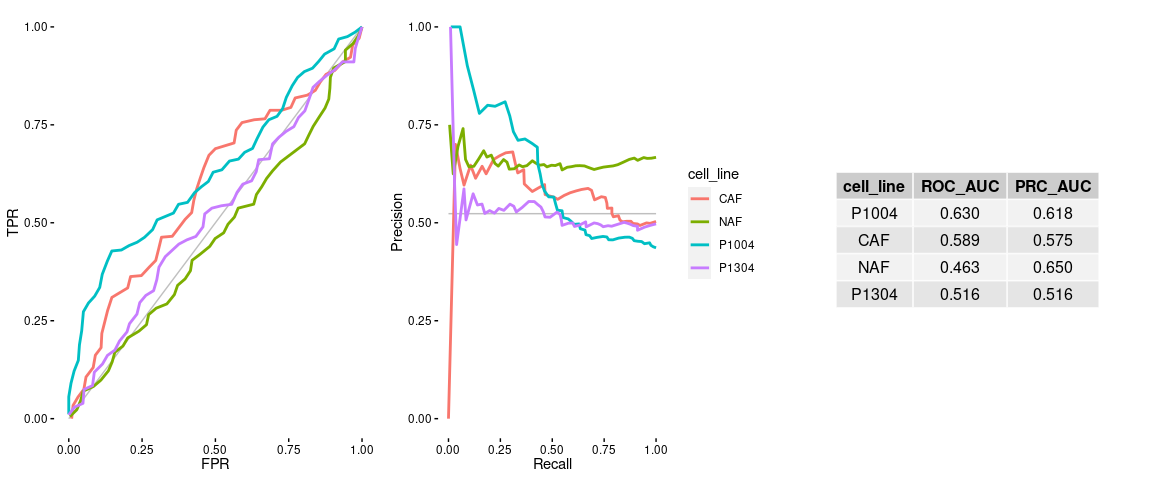 1.00
0.75
0.50
0.25
0.00
TPR
0.00 0.25 0.50 0.75 1.00
FPR
1.00
0.75
0.50
0.25
0.00
Precision
0.00 0.25 0.50 0.75 1.00
Recall
cell_line
CAF
NAF
P1004
P1304
cell_line ROC_AUC PRC_AUC
P1004 0.630 0.618
CAF 0.589 0.575
NAF 0.463 0.650
P1304 0.516 0.516